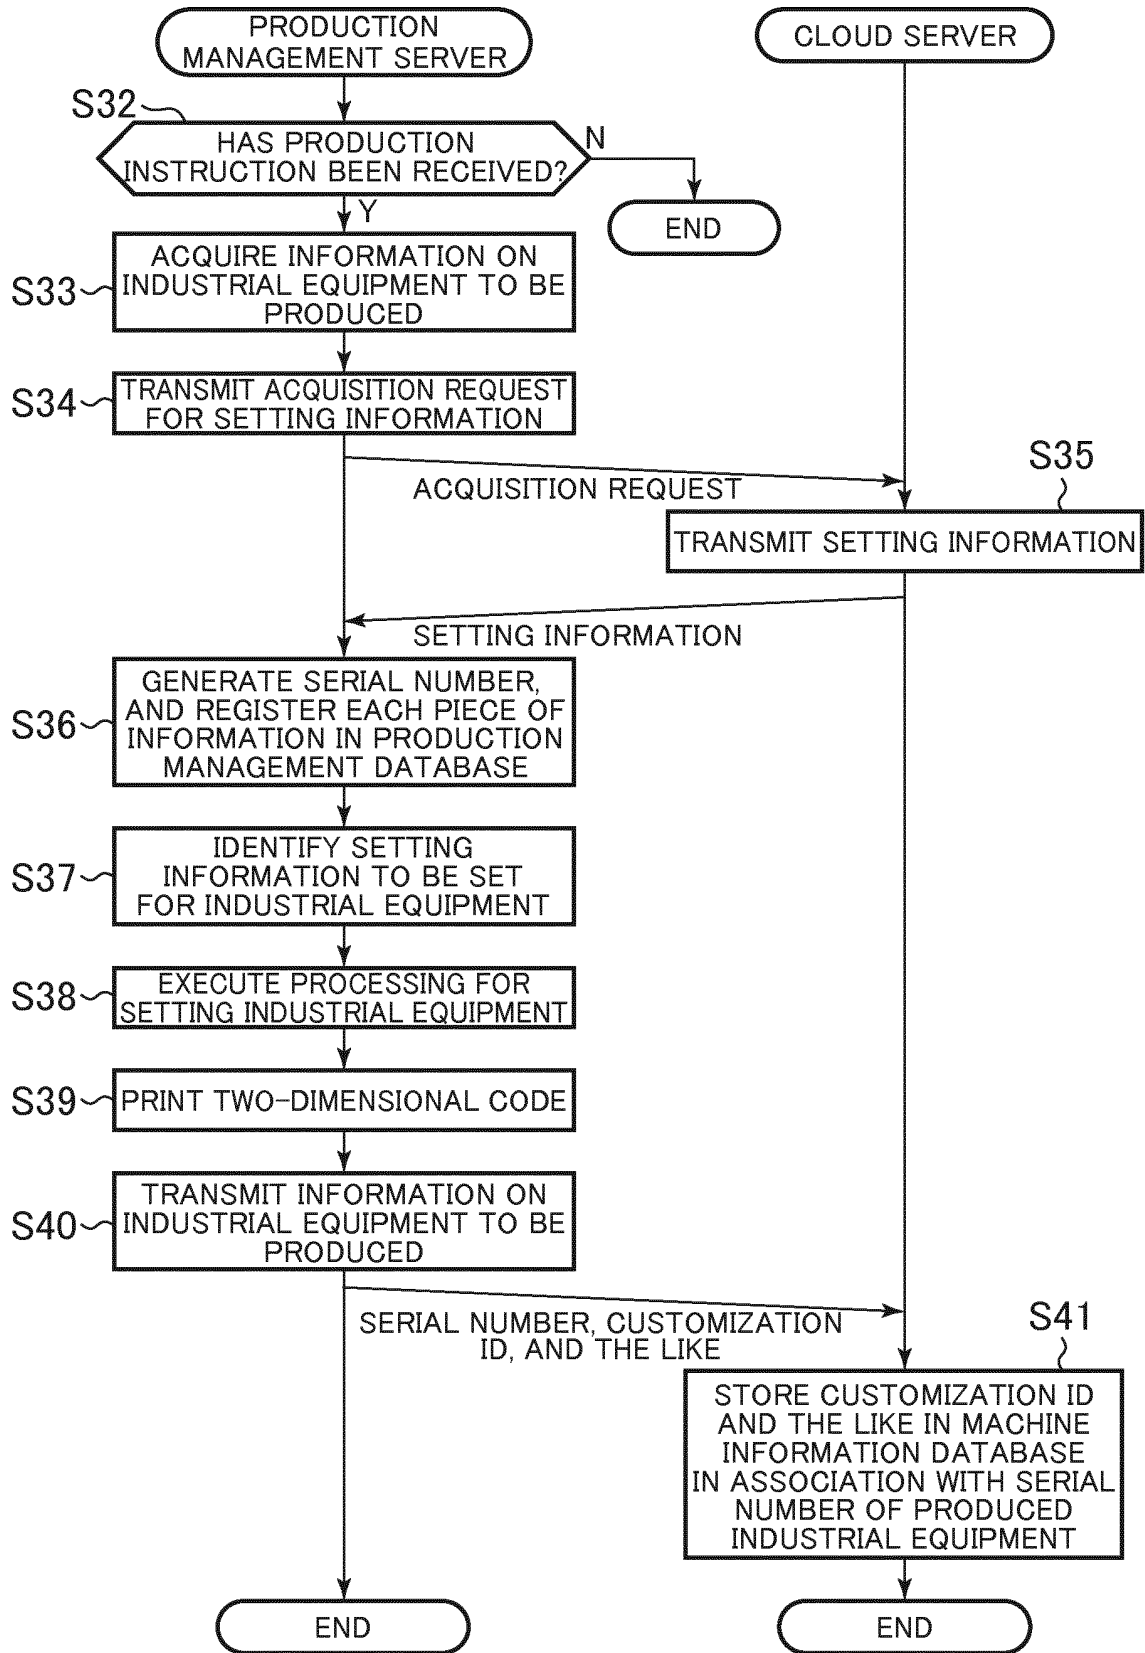 PRODUCTION
MANAGEMENT SERVER
CLOUD SERVER
S32
HAS PRODUCTION
INSTRUCTION BEEN RECEIVED?
N
Y
END
S33
ACQUIRE INFORMATION ON
INDUSTRIAL EQUIPMENT TO BE
PRODUCED
S34
TRANSMIT ACQUISITION REQUEST
FOR SETTING INFORMATION
ACQUISITION REQUEST
S35
TRANSMIT SETTING INFORMATION
SETTING INFORMATION
S36
GENERATE SERIAL NUMBER,
AND REGISTER EACH PIECE OF
INFORMATION IN PRODUCTION
MANAGEMENT DATABASE
S37
IDENTIFY SETTING
INFORMATION TO BE SET
FOR INDUSTRIAL EQUIPMENT
S38
EXECUTE PROCESSING FOR
SETTING INDUSTRIAL EQUIPMENT
S39
PRINT TWO-DIMENSIONAL CODE
S40
TRANSMIT INFORMATION ON
INDUSTRIAL EQUIPMENT TO BE
PRODUCED
SERIAL NUMBER, CUSTOMIZATION
ID, AND THE LIKE
S41
STORE CUSTOMIZATION ID
AND THE LIKE IN MACHINE
INFORMATION DATABASE
IN ASSOCIATION WITH SERIAL
NUMBER OF PRODUCED
INDUSTRIAL EQUIPMENT
END
END